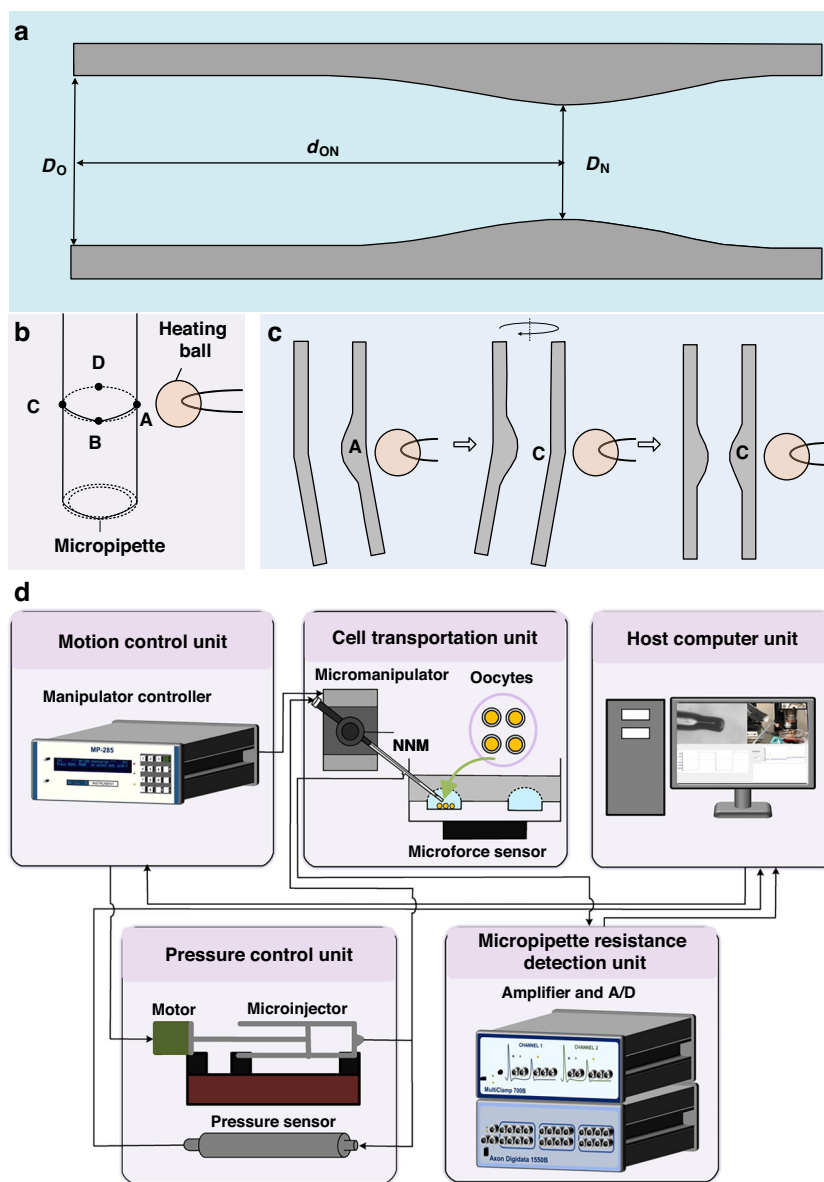 a
d_ON
D_O
D_N
b
Heating
ball
D
C
A
B
Micropipette
c
A
C
C
d
Motion control unit
Manipulator controller
MP-285
Cell transportation unit
Micromanipulator
Oocytes
NNM
Microforce sensor
Host computer unit
Pressure control unit
Motor
Microinjector
Pressure sensor
Micropipette resistance
detection unit
Amplifier and A/D
CHANNEL 1
CHANNEL 2
MultiClamp 700B
Axon Digidata 1550B